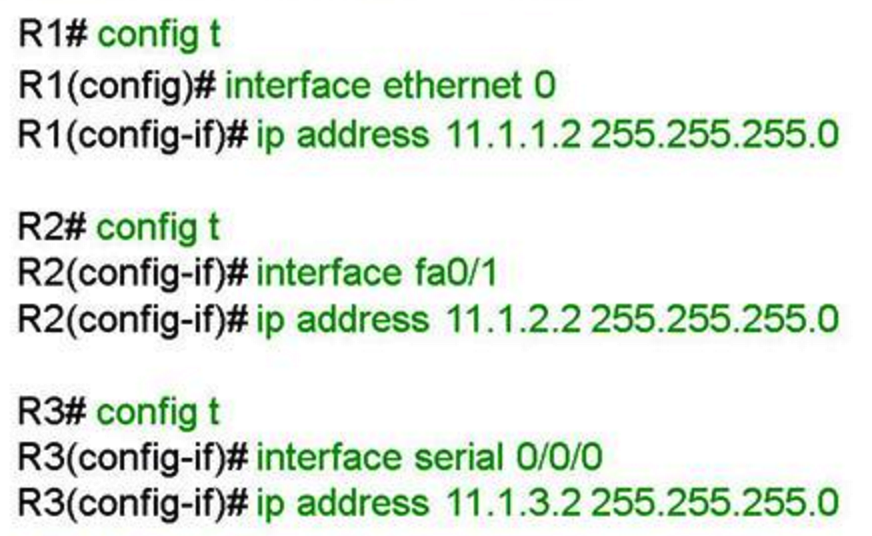 R1# config t
R1(config)# interface ethernet 0
R1(config-if)# ip address 11.1.1.2 255.255.255.0
R2# config t
R2(config-if)# interface fa0/1
R2(config-if)# ip address 11.1.2.2 255.255.255.0
R3# config t
R3(config-if)# interface serial 0/0/0
R3(config-if)# ip address 11.1.3.2 255.255.255.0